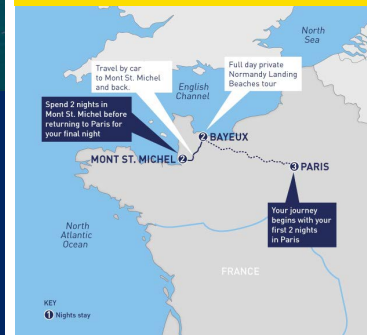 North
Sea
Travel by car
to Mont St. Michel
and back.
Full day private
Normandy Landing
Beaches tour
English
Channel
Spend 2 nights in
Mont St. Michel before
returning to Paris for
your final night
2 BAYEUX
MONT ST. MICHEL 2
3 PARIS
Your journey
begins with your
first 2 nights
in Paris
North
Atlantic
Ocean
FRANCE
KEY
1 Nights stay